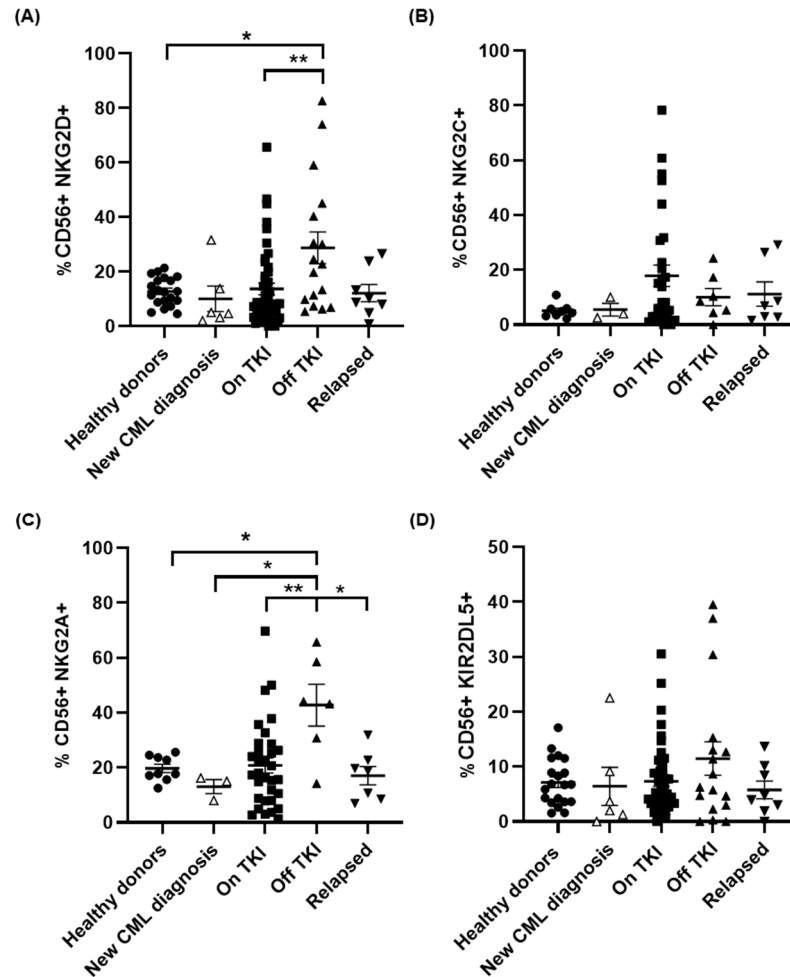 (A)
*
**
100
80
60
40
20
0
% CD56+ NKG2D+
Healthy donors
New CML diagnosis
On TKI
Off TKI
Relapsed
(B)
100
80
60
40
20
0
% CD56+ NKG2C+
Healthy donors
New CML diagnosis
On TKI
Off TKI
Relapsed
(C)
*
*
** *
100
80
60
40
20
0
% CD56+ NKG2A+
Healthy donors
New CML diagnosis
On TKI
Off TKI
Relapsed
(D)
50
40
30
20
10
0
% CD56+ KIR2DL5+
Healthy donors
New CML diagnosis
On TKI
Off TKI
Relapsed